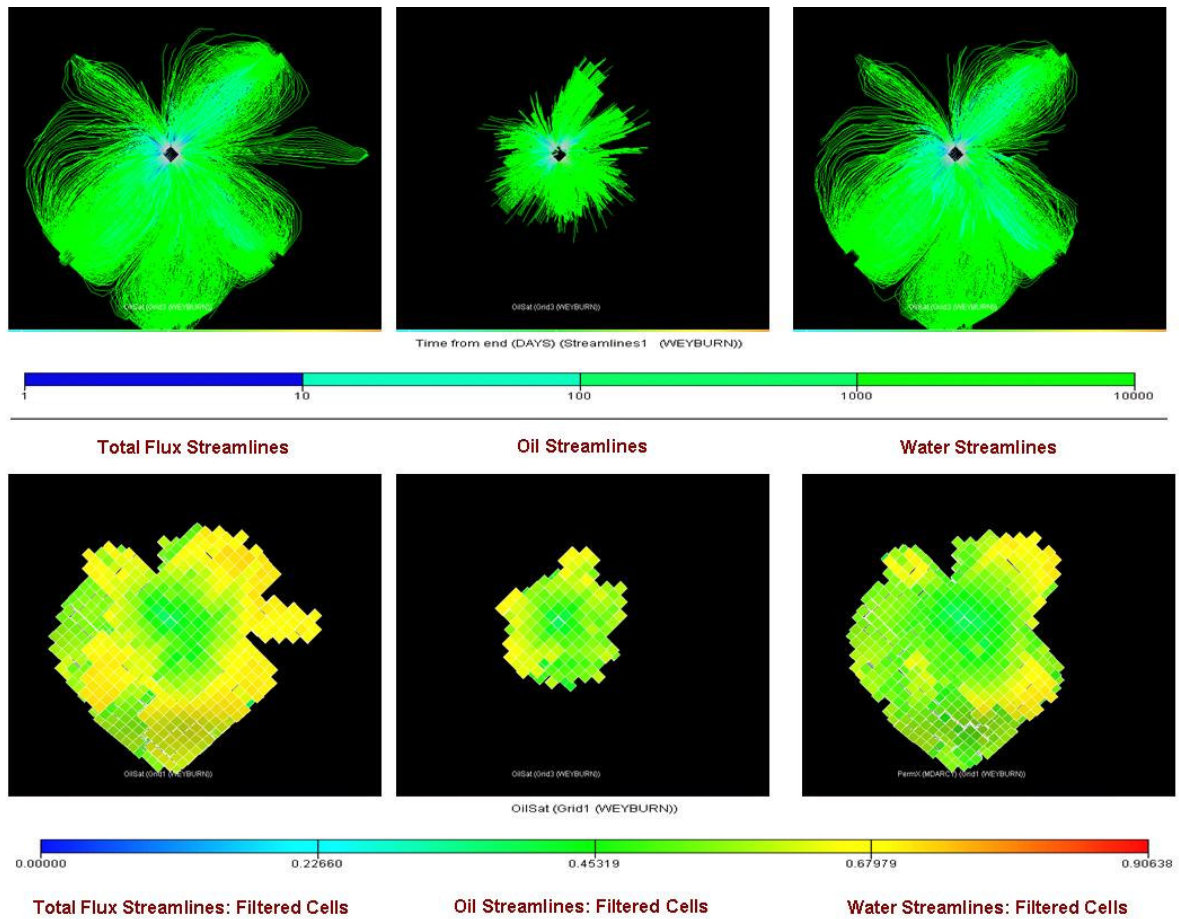 OilSat (Grid3 (WEYBURN))
OilSat (Grid3 (WEYBURN))
OilSat (Grid3 (WEYBURN))
Time from end (DAYS) (Streamlines1 (WEYBURN))
1 10 100 1000 10000
Total Flux Streamlines
Oil Streamlines
Water Streamlines
OilSat (Grid1 (WEYBURN))
OilSat (Grid3 (WEYBURN))
PermX (MDARCY) (Grid1 (WEYBURN))
OilSat (Grid1 (WEYBURN))
0.00000 0.22660 0.45319 0.67979 0.90638
Total Flux Streamlines: Filtered Cells
Oil Streamlines: Filtered Cells
Water Streamlines: Filtered Cells